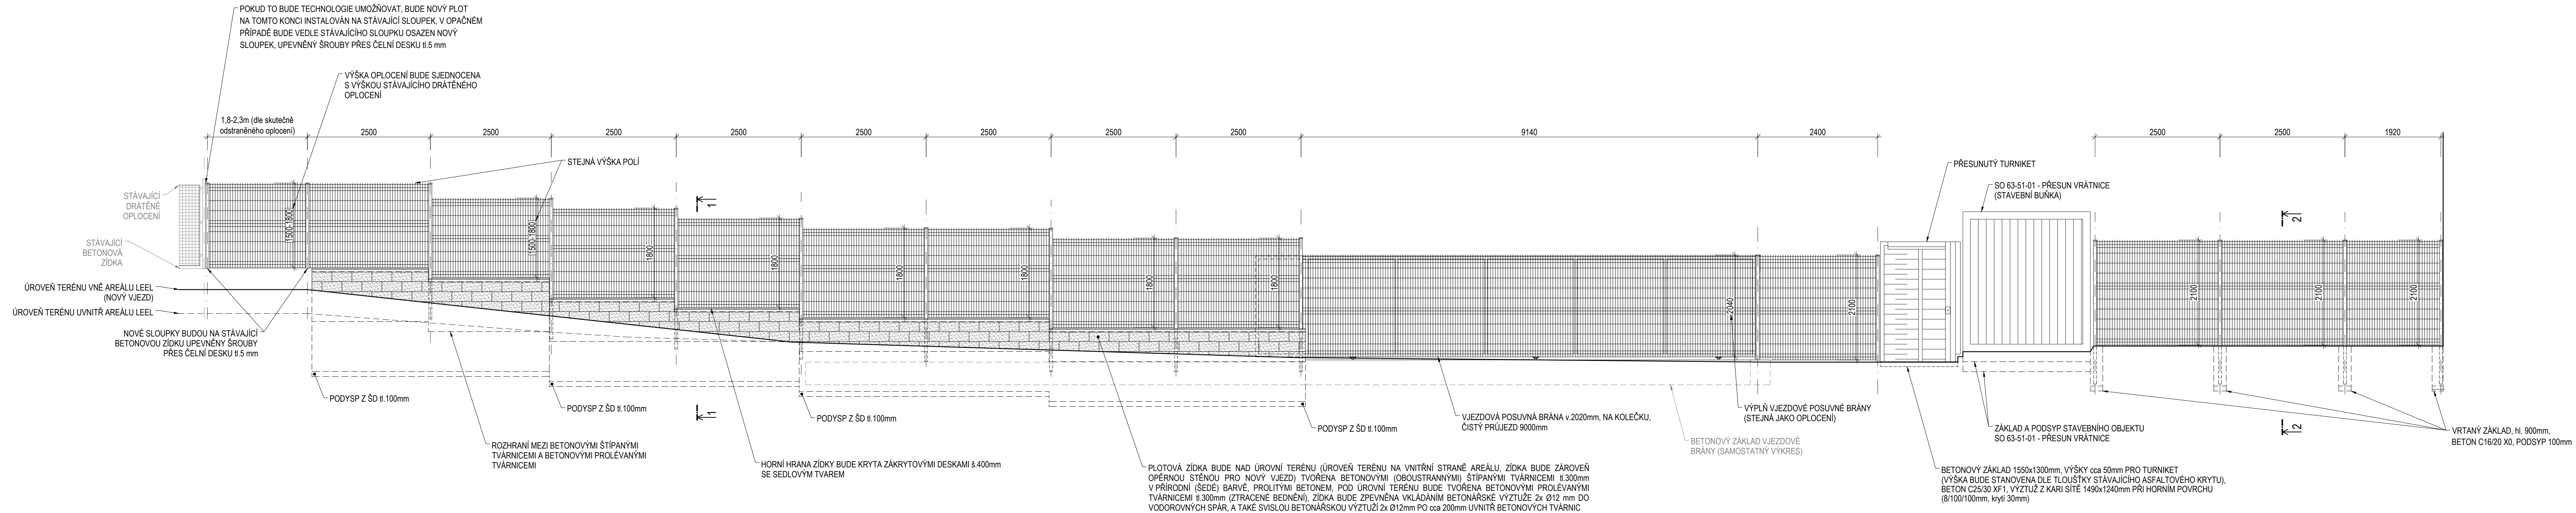 POKUD TO BUDE TECHNOLOGIE UMOŽŇOVAT, BUDE NOVÝ PLOT
NA TOMTO KONCI INSTALOVÁN NA STÁVAJÍCÍ SLOUPEK, V OPAČNÉM
PŘÍPADĚ BUDE VEDLE STÁVAJÍCÍHO SLOUPKU OSAZEN NOVÝ
SLOUPEK, UPEVNĚNÝ ŠROUBY PŘES ČELNÍ DESKU tl.5 mm
VÝŠKA OPLOCENÍ BUDE SJEDNOCENA
S VÝŠKOU STÁVAJÍCÍHO DRÁTĚNÉHO
OPLOCENÍ
1,8-2,3m (dle skutečně
odstraněného oplocení)
2500
2500
2500
2500
2500
2500
2500
2500
9140
2400
2500
2500
1920
STEJNÁ VÝŠKA POLÍ
PŘESUNUTÝ TURNIKET
SO 63-51-01 - PŘESUN VRÁTNICE
(STAVEBNÍ BUŇKA)
STÁVAJÍCÍ
DRÁTĚNÉ
OPLOCENÍ
STÁVAJÍCÍ
BETONOVÁ
ZÍDKA
1500-1800
1500-1800
1800
1800
1800
1800
1800
1800
2040
2100
2100
2100
2100
1
2
ÚROVEŇ TERÉNU VNĚ AREÁLU LEEL
(NOVÝ VJEZD)
ÚROVEŇ TERÉNU UVNITŘ AREÁLU LEEL
NOVÉ SLOUPKY BUDOU NA STÁVAJÍCÍ
BETONOVOU ZÍDKU UPEVNĚNY ŠROUBY
PŘES ČELNÍ DESKU tl.5 mm
PODYSP Z ŠD tl.100mm
PODYSP Z ŠD tl.100mm
PODYSP Z ŠD tl.100mm
PODYSP Z ŠD tl.100mm
1
2
ROZHRANÍ MEZI BETONOVÝMI ŠTÍPANÝMI
TVÁRNICEMI A BETONOVÝMI PROLÉVANÝMI
TVÁRNICEMI
HORNÍ HRANA ZÍDKY BUDE KRYTA ZÁKRYTOVÝMI DESKAMI š.400mm
SE SEDLOVÝM TVAREM
PLOTOVÁ ZÍDKA BUDE NAD ÚROVNÍ TERÉNU (ÚROVEŇ TERÉNU NA VNITŘNÍ STRANĚ AREÁLU, ZÍDKA BUDE ZÁROVEŇ
OPĚRNOU STĚNOU PRO NOVÝ VJEZD) TVOŘENA BETONOVÝMI (OBOUSTRANNÝMI) ŠTÍPANÝMI TVÁRNICEMI tl.300mm
V PŘÍRODNÍ (ŠEDÉ) BARVĚ, PROLITÝMI BETONEM, POD ÚROVNÍ TERÉNU BUDE TVOŘENA BETONOVÝMI PROLÉVANÝMI
TVÁRNICEMI tl.300mm (ZTRACENÉ BEDNĚNÍ), ZÍDKA BUDE ZPEVNĚNA VKLÁDÁNÍM BETONÁŘSKÉ VÝZTUŽE 2x Ø12 mm DO
VODOROVNÝCH SPÁR, A TAKÉ SVISLOU BETONÁŘSKOU VÝZTUŽÍ 2x Ø12mm PO cca 200mm UVNITŘ BETONOVÝCH TVÁRNIC
VJEZDOVÁ POSUVNÁ BRÁNA v.2020mm, NA KOLEČKU,
ČISTÝ PRŮJEZD 9000mm
VÝPLŇ VJEZDOVÉ POSUVNÉ BRÁNY
(STEJNÁ JAKO OPLOCENÍ)
BETONOVÝ ZÁKLAD VJEZDOVÉ
BRÁNY (SAMOSTATNÝ VÝKRES)
ZÁKLAD A PODYSP STAVEBNÍHO OBJEKTU
SO 63-51-01 - PŘESUN VRÁTNICE
BETONOVÝ ZÁKLAD 1550x1300mm, VÝŠKY cca 50mm PRO TURNIKET
(VÝŠKA BUDE STANOVENA DLE TLOUŠŤKY STÁVAJÍCÍHO ASFALTOVÉHO KRYTU),
BETON C25/30 XF1, VÝZTUŽ Z KARI SÍTĚ 1490x1240mm PŘI HORNÍM POVRCHU
(8/100/100mm, krytí 30mm)
VRTANÝ ZÁKLAD, hl. 900mm,
BETON C16/20 X0, PODSYP 100mm